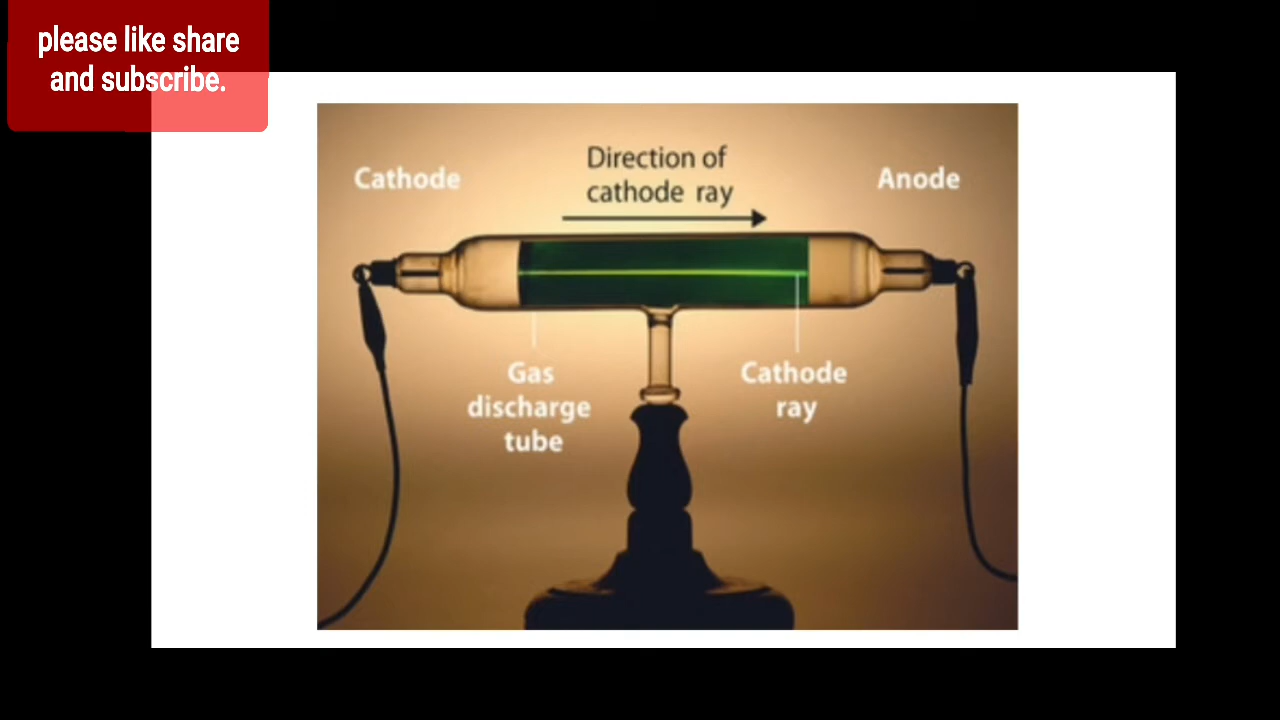 please like share
and subscribe.
Direction of
cathode ray
Cathode
Anode
Gas
discharge
tube
Cathode
ray